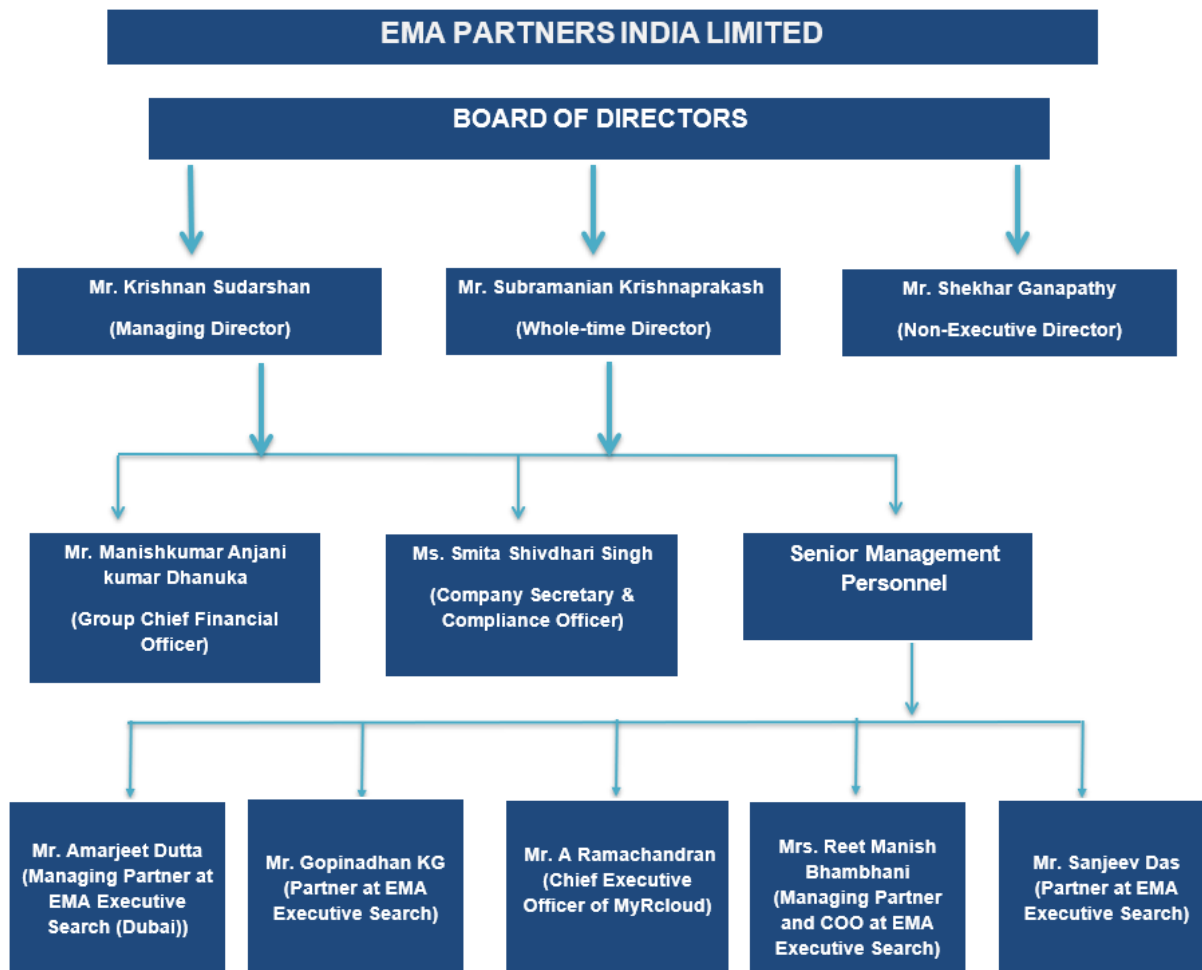 EMA PARTNERS INDIA LIMITED
BOARD OF DIRECTORS
Mr. Krishnan Sudarshan
(Managing Director)
Mr. Subramanian Krishnaprakash
(Whole-time Director)
Mr. Shekhar Ganapathy
(Non-Executive Director)
Mr. Manishkumar Anjani
kumar Dhanuka
(Group Chief Financial
Officer)
Ms. Smita Shivdhari Singh
(Company Secretary &
Compliance Officer)
Senior Management
Personnel
Mr. Amarjeet Dutta
(Managing Partner at
EMA Executive
Search (Dubai))
Mr. Gopinadhan KG
(Partner at EMA
Executive Search)
Mr. A Ramachandran
(Chief Executive
Officer of MyRcloud)
Mrs. Reet Manish
Bhambhani
(Managing Partner
and COO at EMA
Executive Search)
Mr. Sanjeev Das
(Partner at EMA
Executive Search)